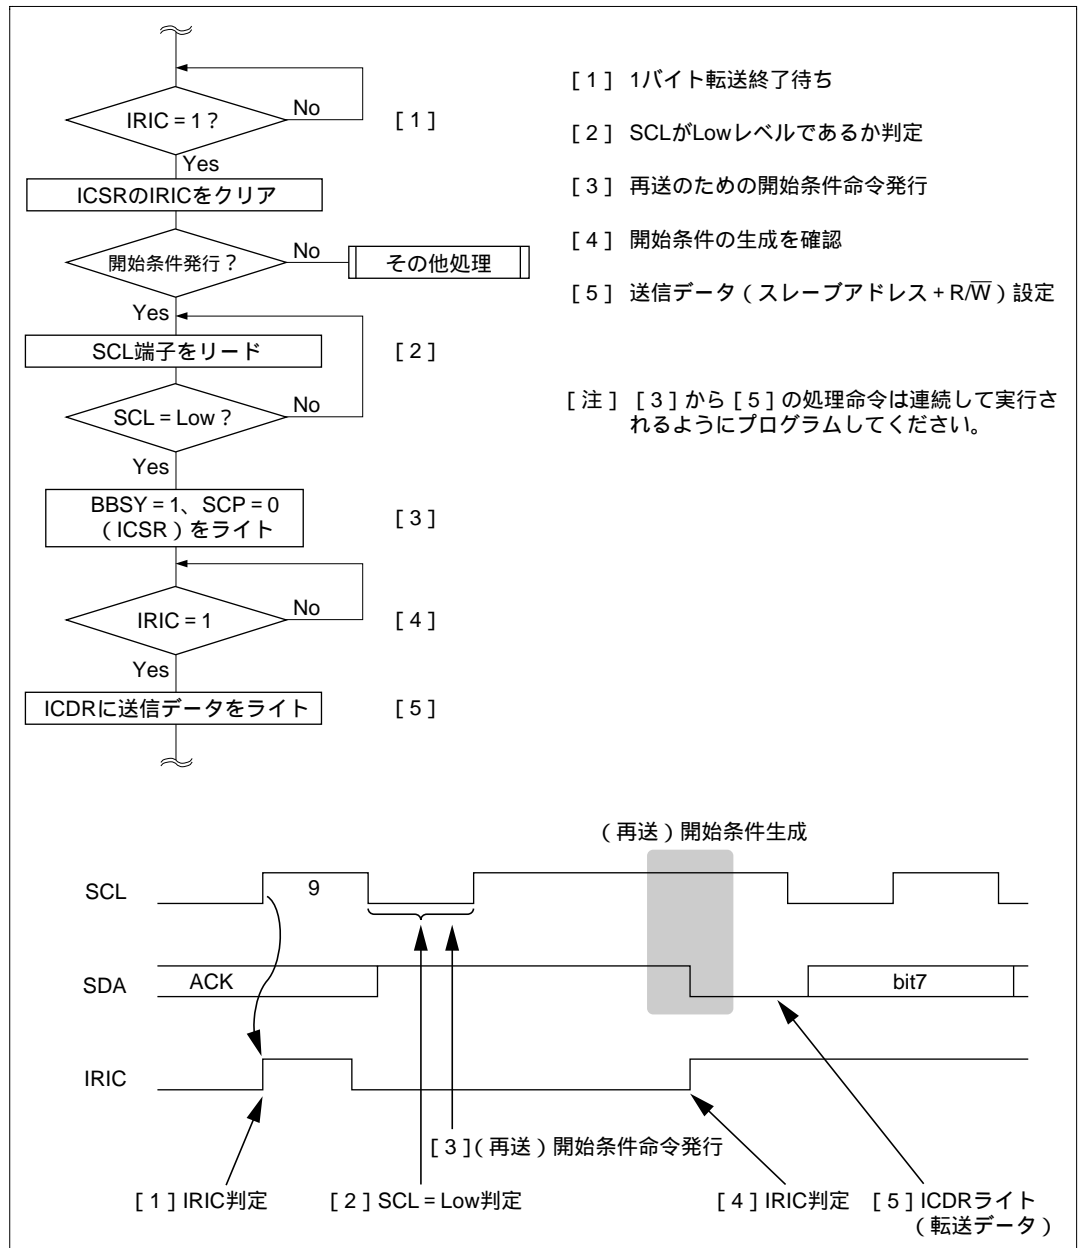 IRIC = 1 ?
No
[ 1 ]
Yes
ICSRのIRICをクリア
開始条件発行 ?
No
その他処理
Yes
SCL端子をリード
[ 2 ]
SCL = Low ?
No
Yes
BBSY = 1、SCP = 0
( ICSR ) をライト
[ 3 ]
IRIC = 1
No
[ 4 ]
Yes
ICDRに送信データをライト
[ 5 ]
[ 1 ] 1バイト転送終了待ち
[ 2 ] SCLがLowレベルであるか判定
[ 3 ] 再送のための開始条件命令発行
[ 4 ] 開始条件の生成を確認
[ 5 ] 送信データ ( スレーブアドレス + R/W̅ ) 設定
[ 注 ] [ 3 ] から [ 5 ] の処理命令は連続して実行さ
れるようにプログラムしてください。
( 再送 ) 開始条件生成
SCL
9
SDA
ACK
bit7
IRIC
[ 3 ] ( 再送 ) 開始条件命令発行
[ 1 ] IRIC判定
[ 2 ] SCL = Low判定
[ 4 ] IRIC判定
[ 5 ] ICDRライト
( 転送データ )